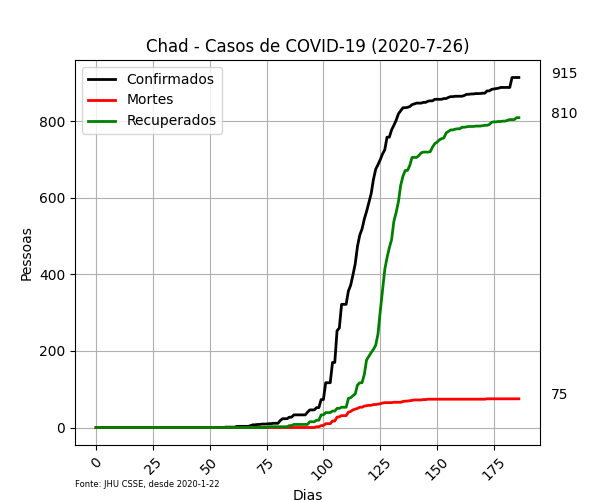 Chad - Casos de COVID-19 (2020-7-26)
Confirmados
Mortes
Recuperados
915
810
75
Pessoas
800
600
400
200
0
0
25
50
75
100
125
150
175
Dias
Fonte: JHU CSSE, desde 2020-1-22